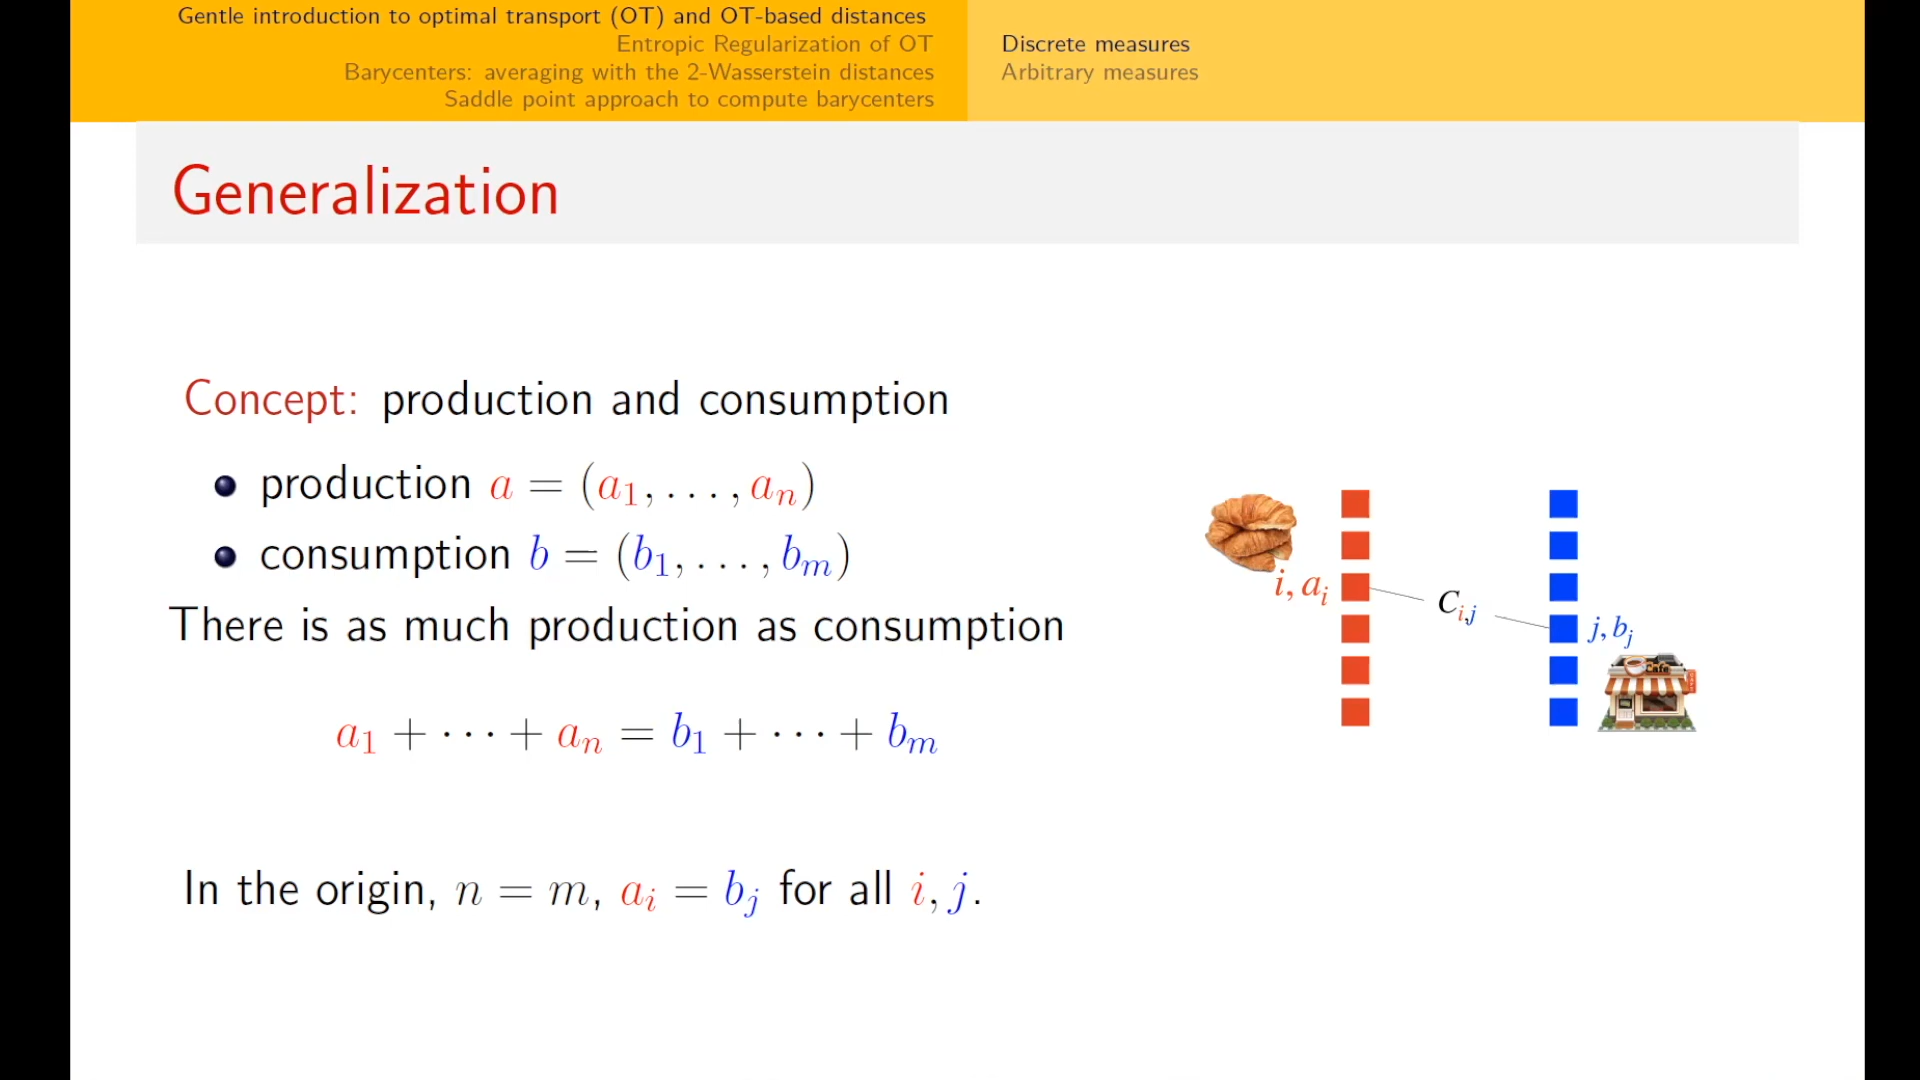 Gentle introduction to optimal transport (OT) and OT-based distances
Entropic Regularization of OT
Barycenters: averaging with the 2-Wasserstein distances
Saddle point approach to compute barycenters
Discrete measures
Arbitrary measures
Generalization
Concept: production and consumption
production a = (a₁, . . . , aₙ)
consumption b = (b₁, . . . , bₘ)
There is as much production as consumption
a₁ + · · · + aₙ = b₁ + · · · + bₘ
In the origin, n = m, aᵢ = bⱼ for all i, j.
i, aᵢ
Cᵢ,ⱼ
j, bⱼ